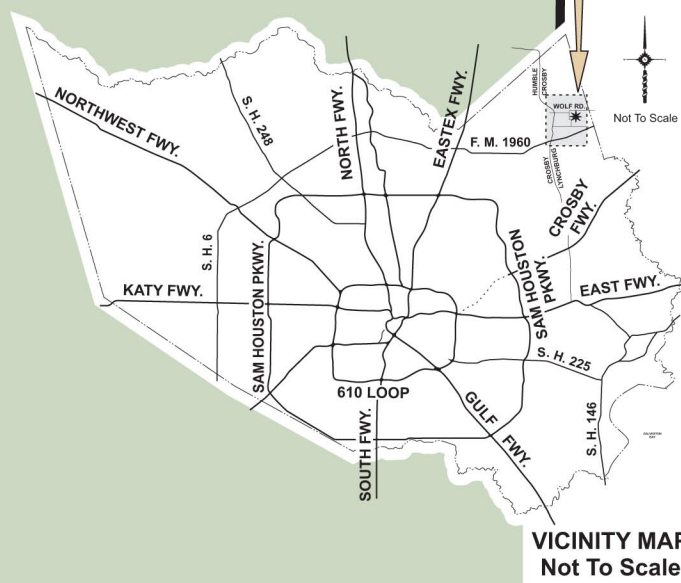 HUMBLE
CROSBY
WOLF RD.
Not To Scale
NORTHWEST FWY.
S. H. 248
NORTH FWY.
EASTEX FWY.
F. M. 1960
CROSBY
LYNCHBURG
CROSBY
FWY.
S. H. 6
SAM HOUSTON PKWY.
SAM HOUSTON
PKWY.
KATY FWY.
EAST FWY.
S. H. 225
610 LOOP
GULF FWY.
SOUTH FWY.
S. H. 146
VICINITY MAP
Not To Scale